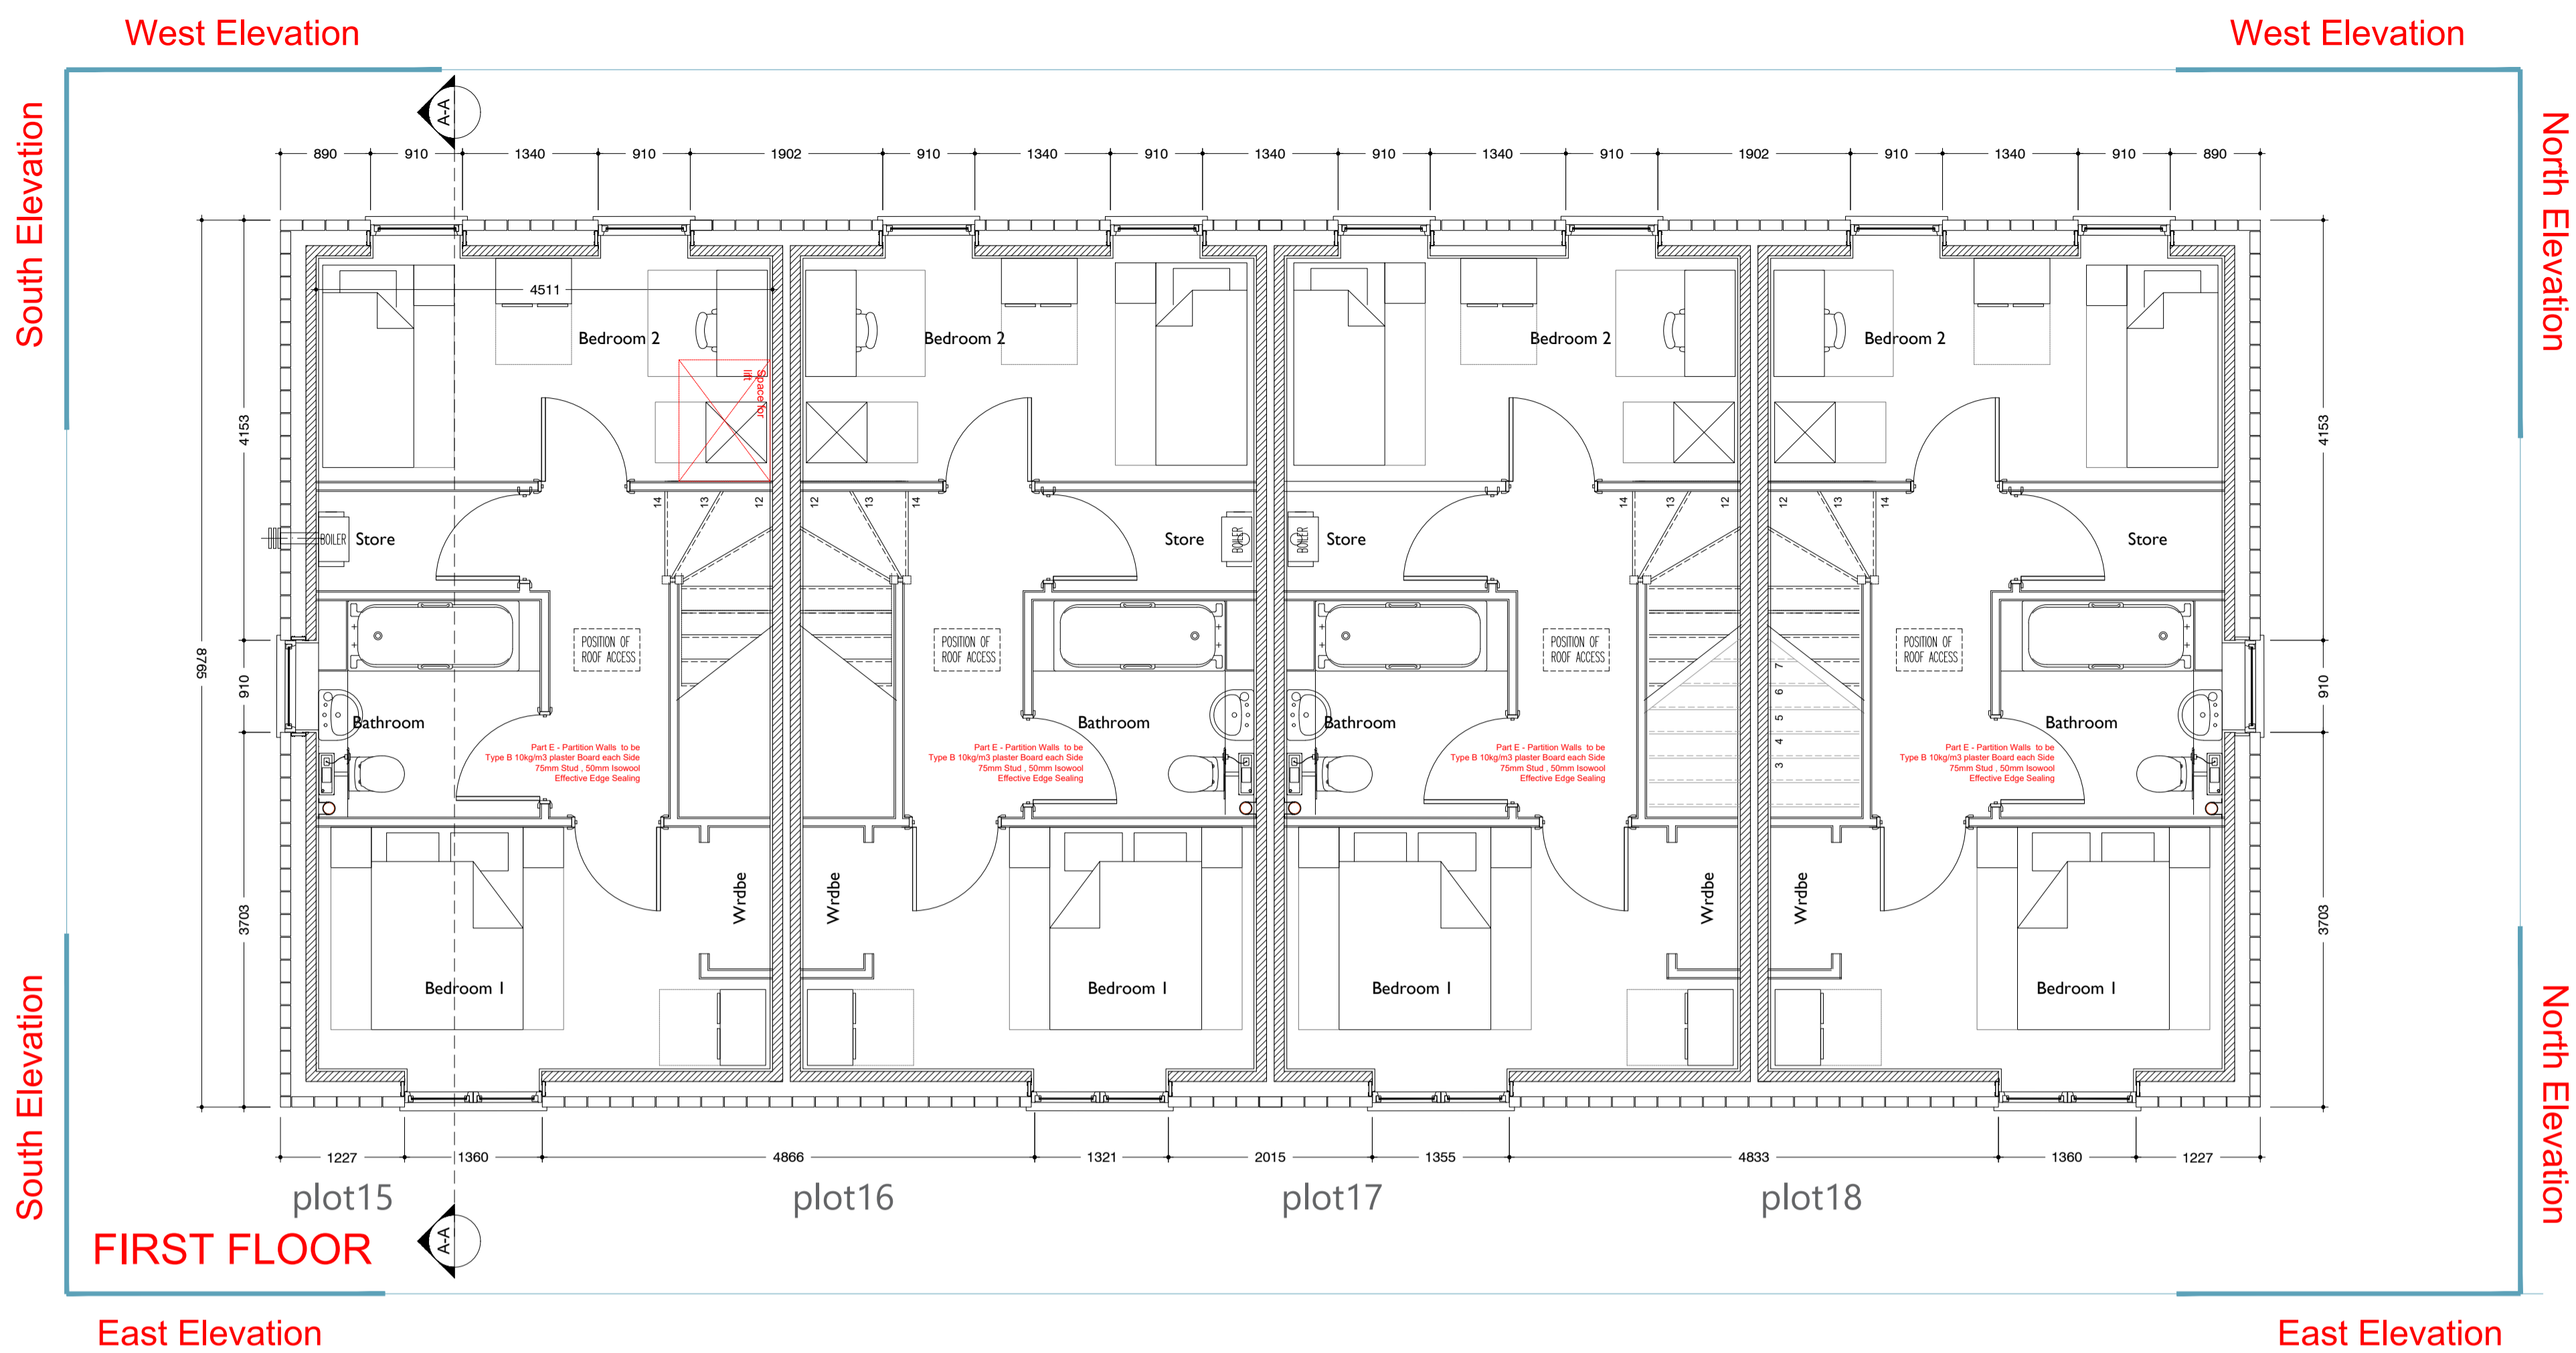 West Elevation
West Elevation
South Elevation
North Elevation
A-A
890 910 1340 910 1902 910 1340 910 1340 910 1340 910 1902 910 1340 910 890
4511
Bedroom 2
Bedroom 2
Bedroom 2
Bedroom 2
Space for
lift
4153
4153
14 13 12
12 13 14
14 13 12
12 13 14
BOILER
Store
Store
BOILER
BOILER
Store
Store
8765
910
910
POSITION OF
ROOF ACCESS
POSITION OF
ROOF ACCESS
POSITION OF
ROOF ACCESS
POSITION OF
ROOF ACCESS
7
6
5
4
3
Bathroom
Bathroom
Bathroom
Bathroom
Part E - Partition Walls to be
Type B 10kg/m3 plaster Board each Side
75mm Stud , 50mm Isowool
Effective Edge Sealing
Part E - Partition Walls to be
Type B 10kg/m3 plaster Board each Side
75mm Stud , 50mm Isowool
Effective Edge Sealing
Part E - Partition Walls to be
Type B 10kg/m3 plaster Board each Side
75mm Stud , 50mm Isowool
Effective Edge Sealing
Part E - Partition Walls to be
Type B 10kg/m3 plaster Board each Side
75mm Stud , 50mm Isowool
Effective Edge Sealing
3703
3703
Wrdbe
Wrdbe
Wrdbe
Wrdbe
Bedroom 1
Bedroom 1
Bedroom 1
Bedroom 1
South Elevation
North Elevation
1227 1360 4866 1321 2015 1355 4833 1360 1227
plot15
plot16
plot17
plot18
FIRST FLOOR
A-A
East Elevation
East Elevation